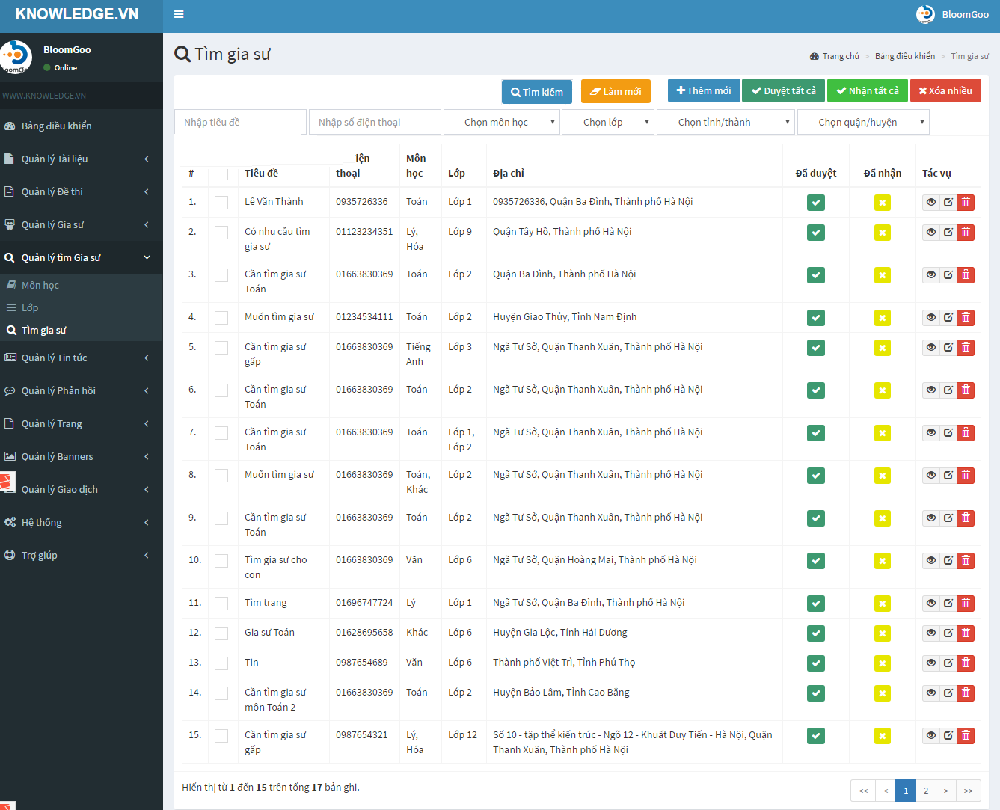 KNOWLEDGE.VN
BloomGoo
BloomGoo
Online
WWW.KNOWLEDGE.VN
Bảng điều khiển
Quản lý Tài liệu
Quản lý Đề thi
Quản lý Gia sư
Quản lý tìm Gia sư
Môn học
Lớp
Tìm gia sư
Quản lý Tin tức
Quản lý Phản hồi
Quản lý Trang
Quản lý Banners
Quản lý Giao dịch
Hệ thống
Trợ giúp
Tìm gia sư
Trang chủ > Bảng điều khiển > Tìm gia sư
Tìm kiếm Làm mới Thêm mới Duyệt tất cả Nhận tất cả Xóa nhiều
Nhập tiêu đề Nhập số điện thoại -- Chọn môn học -- -- Chọn lớp -- -- Chọn tỉnh/thành -- -- Chọn quận/huyện --
iện Môn
# Tiêu đề thoại học Lớp Địa chỉ Đã duyệt Đã nhận Tác vụ
1. Lê Văn Thành 0935726336 Toán Lớp 1 0935726336, Quận Ba Đình, Thành phố Hà Nội
2. Có nhu cầu tìm 01123234351 Lý, Lớp 9 Quận Tây Hồ, Thành phố Hà Nội
gia sư Hóa
3. Cần tìm gia sư 01663830369 Toán Lớp 2 Quận Ba Đình, Thành phố Hà Nội
Toán
4. Muốn tìm gia sư 01234534111 Toán Lớp 2 Huyện Giao Thủy, Tỉnh Nam Định
5. Cần tìm gia sư 01663830369 Tiếng Lớp 3 Ngã Tư Sở, Quận Thanh Xuân, Thành phố Hà Nội
gấp Anh
6. Cần tìm gia sư 01663830369 Toán Lớp 2 Ngã Tư Sở, Quận Thanh Xuân, Thành phố Hà Nội
Toán
7. Cần tìm gia sư 01663830369 Toán Lớp 1, Ngã Tư Sở, Quận Thanh Xuân, Thành phố Hà Nội
Toán Lớp 2
8. Muốn tìm gia sư 01663830369 Toán, Lớp 2 Ngã Tư Sở, Quận Thanh Xuân, Thành phố Hà Nội
Khác
9. Cần tìm gia sư 01663830369 Toán Lớp 2 Ngã Tư Sở, Quận Thanh Xuân, Thành phố Hà Nội
Toán
10. Tìm gia sư cho 01663830369 Văn Lớp 6 Ngã Tư Sở, Quận Hoàng Mai, Thành phố Hà Nội
con
11. Tìm trang 01696747724 Lý Lớp 1 Ngã Tư Sở, Quận Ba Đình, Thành phố Hà Nội
12. Gia sư Toán 01628695658 Khác Lớp 6 Huyện Gia Lộc, Tỉnh Hải Dương
13. Tin 0987654689 Văn Lớp 6 Thành phố Việt Trì, Tỉnh Phú Thọ
14. Cần tìm gia sư 01663830369 Toán Lớp 2 Huyện Bảo Lâm, Tỉnh Cao Bằng
môn Toán 2
15. Cần tìm gia sư 0987654321 Lý, Lớp 12 Số 10 - tập thể kiến trúc - Ngõ 12 - Khuất Duy Tiến - Hà Nội, Quận
gấp Hóa Thanh Xuân, Thành phố Hà Nội
Hiển thị từ 1 đến 15 trên tổng 17 bản ghi.
<< < 1 2 > >>